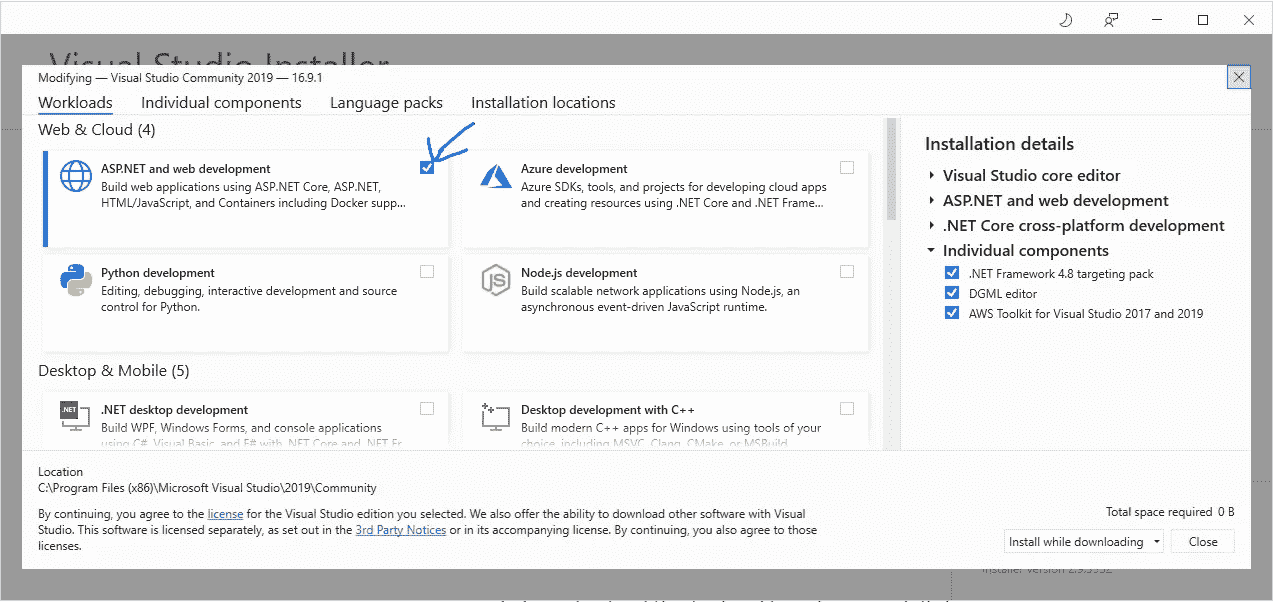 Visual Studio Installer
Modifying — Visual Studio Community 2019 — 16.9.1
Workloads Individual components Language packs Installation locations
Web & Cloud (4)
ASP.NET and web development
Build web applications using ASP.NET Core, ASP.NET,
HTML/JavaScript, and Containers including Docker supp...
Azure development
Azure SDKs, tools, and projects for developing cloud apps
and creating resources using .NET Core and .NET Frame...
Python development
Editing, debugging, interactive development and source
control for Python.
JS
Node.js development
Build scalable network applications using Node.js, an
asynchronous event-driven JavaScript runtime.
Desktop & Mobile (5)
.NET
.NET desktop development
Build WPF, Windows Forms, and console applications
using C#, Visual Basic, and F# with .NET Core and .NET Fr
Desktop development with C++
Build modern C++ apps for Windows using tools of your
choice, including MSVC, Clang, CMake, or MSBuild.
Installation details
Visual Studio core editor
ASP.NET and web development
.NET Core cross-platform development
Individual components
.NET Framework 4.8 targeting pack
DGML editor
AWS Toolkit for Visual Studio 2017 and 2019
Location
C:\Program Files (x86)\Microsoft Visual Studio\2019\Community
By continuing, you agree to the license for the Visual Studio edition you selected. We also offer the ability to download other software with Visual
Studio. This software is licensed separately, as set out in the 3rd Party Notices or in its accompanying license. By continuing, you also agree to those
licenses.
Total space required 0 B
Install while downloading
Close
Installer Version